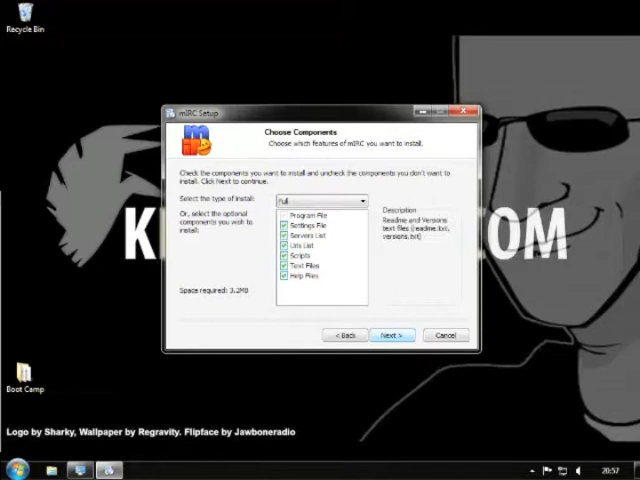 Recycle Bin
mIRC Setup
Choose Components
Choose which features of mIRC you want to install.
Check the components you want to install and uncheck the components you don't want to
install. Click Next to continue.
Select the type of install:
Full
Or, select the optional
components you wish to
install:
Program File
Settings File
Servers List
Urls List
Scripts
Text Files
Help Files
Description
Readme and Versions
text files (readme.txt,
versions.txt)
Space required: 3.2MB
< Back
Next >
Cancel
K
.COM
Boot Camp
Logo by Sharky, Wallpaper by Regravity. Flipface by Jawboneradio
20:57